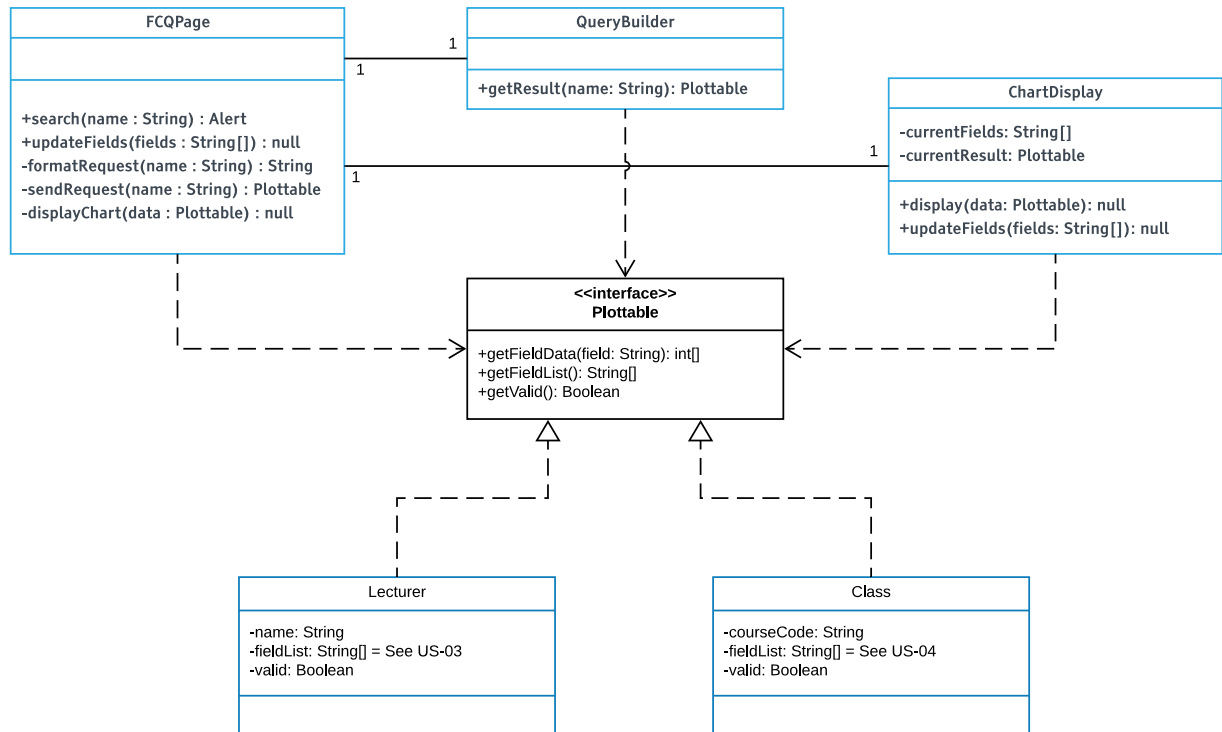 FCQPage
+search(name : String) : Alert
+updateFields(fields : String[]) : null
-formatRequest(name : String) : String
-sendRequest(name : String) : Plottable
-displayChart(data : Plottable) : null
1
1
QueryBuilder
+getResult(name: String): Plottable
1
1
ChartDisplay
-currentFields: String[]
-currentResult: Plottable
+display(data: Plottable): null
+updateFields(fields: String[]): null
<<interface>>
Plottable
+getFieldData(field: String): int[]
+getFieldList(): String[]
+getValid(): Boolean
Lecturer
-name: String
-fieldList: String[] = See US-03
-valid: Boolean
Class
-courseCode: String
-fieldList: String[] = See US-04
-valid: Boolean